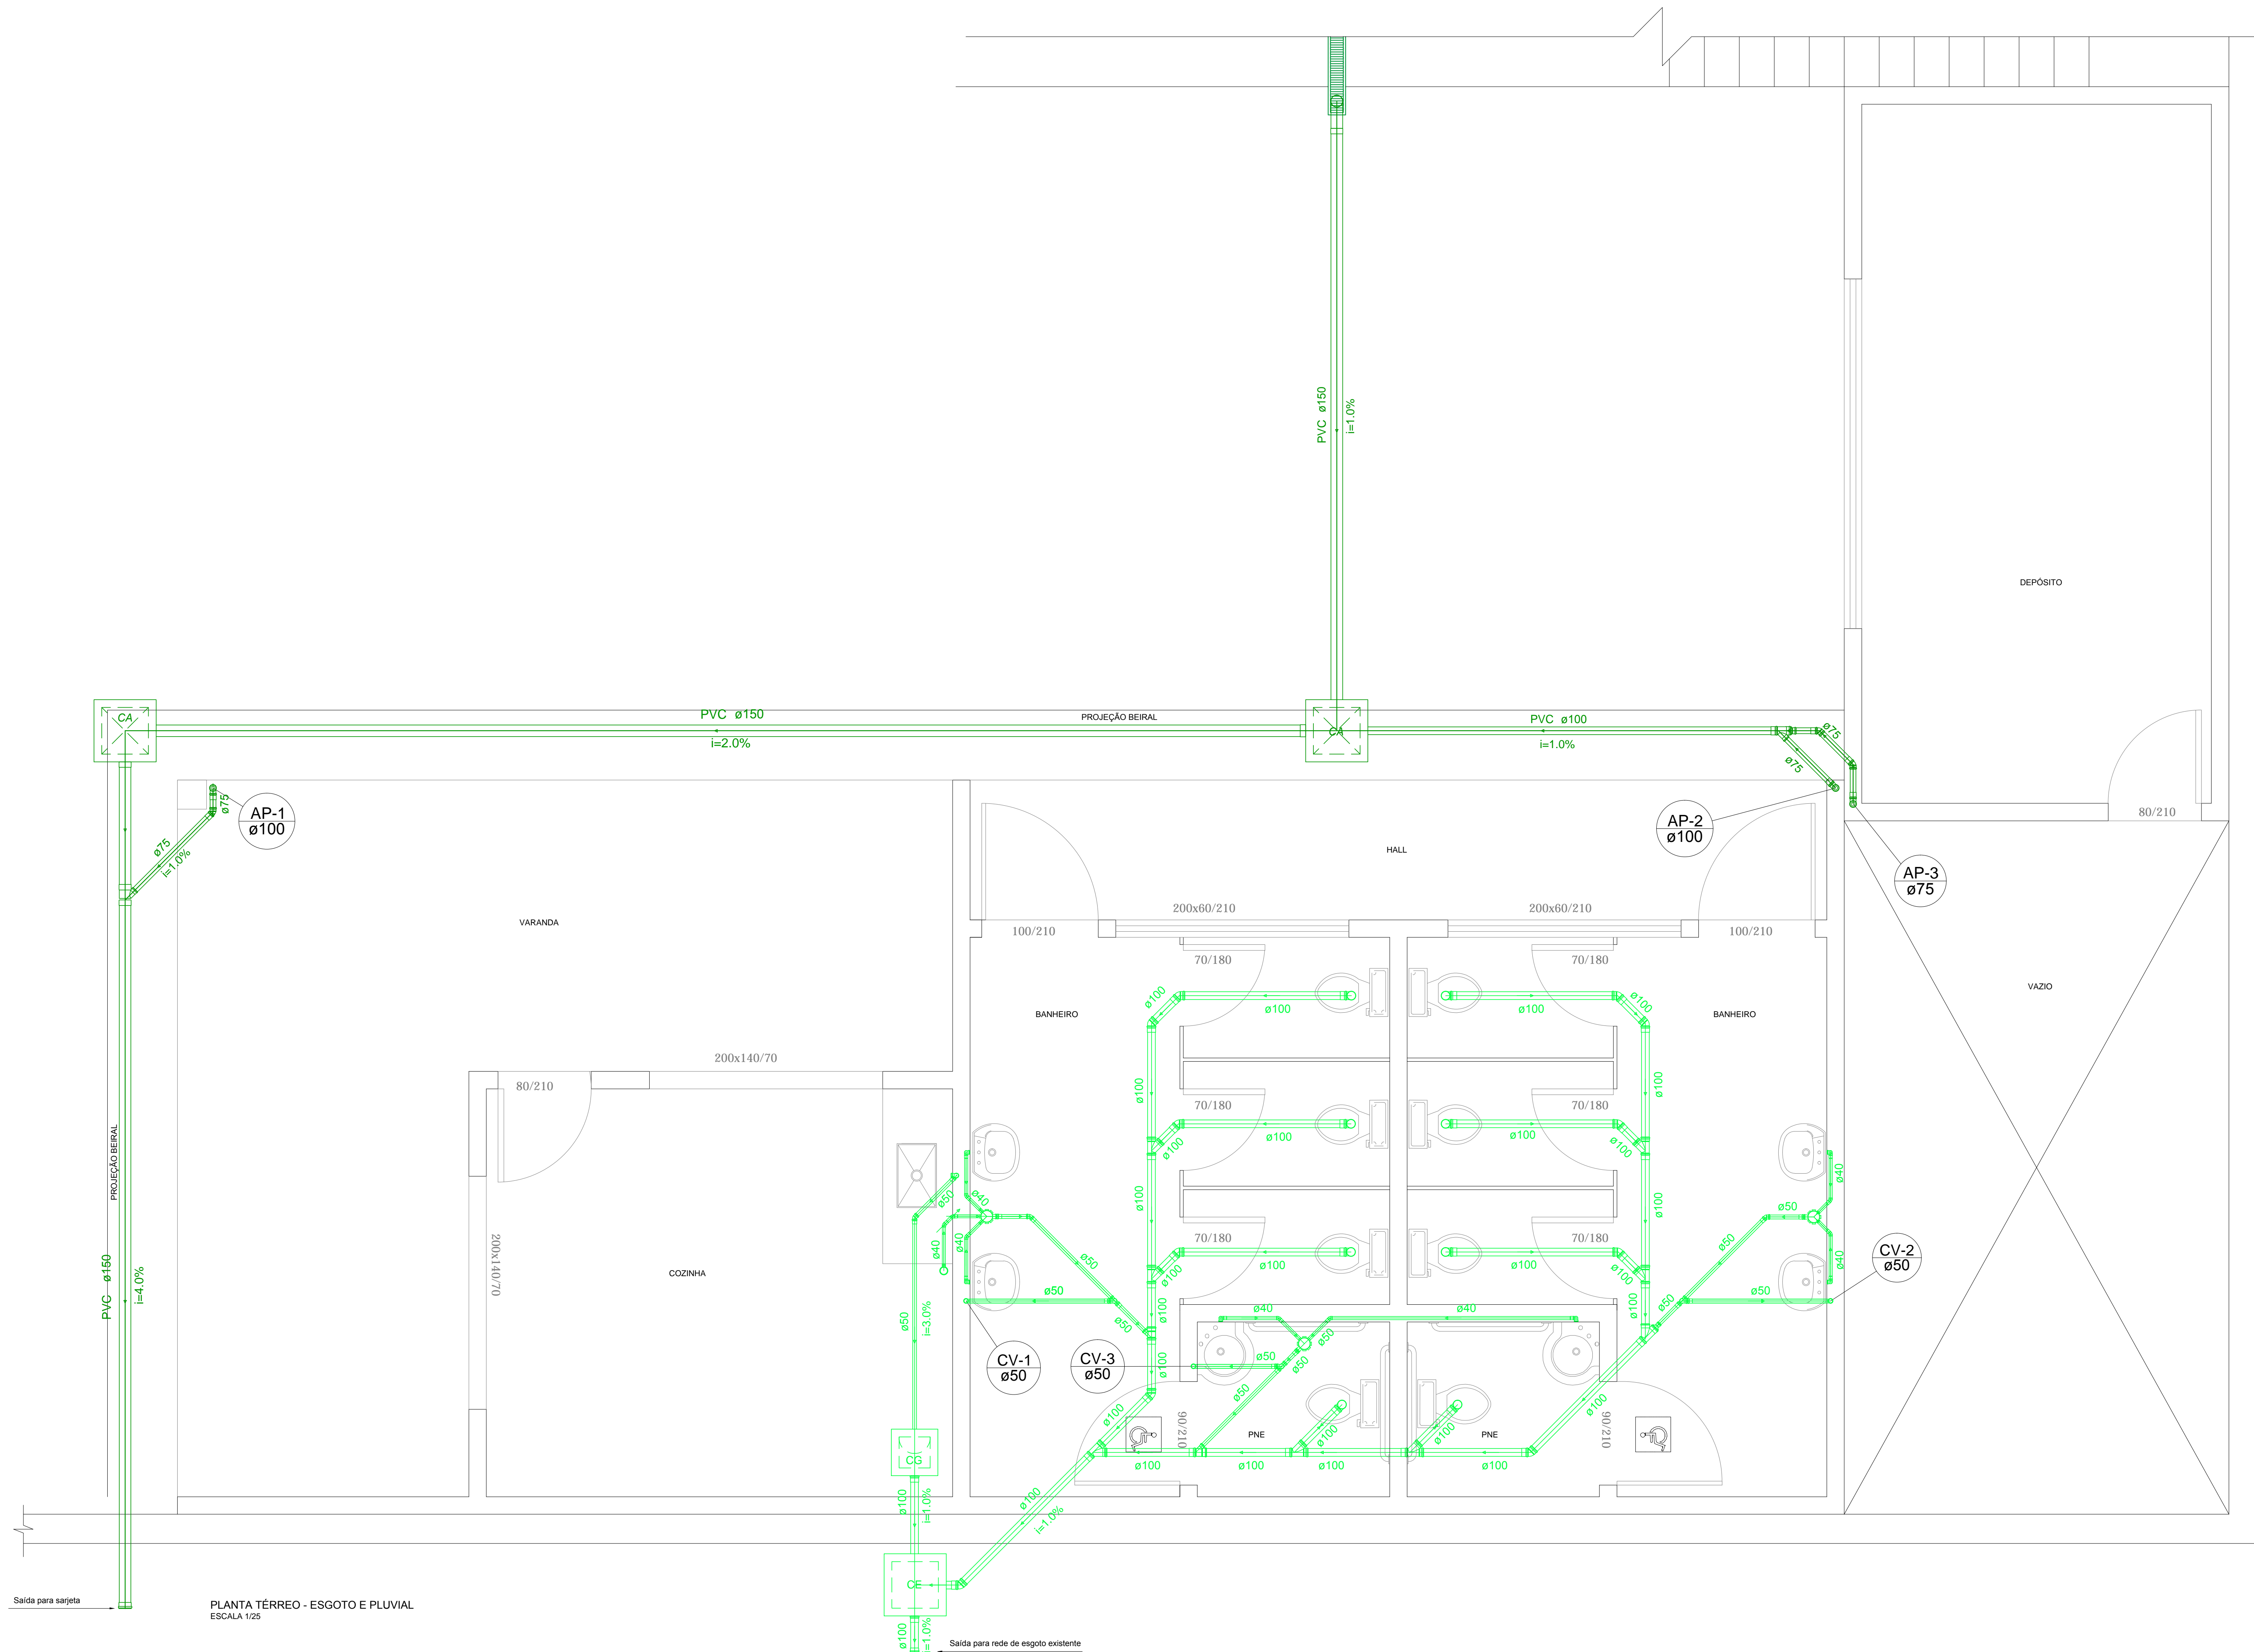 PVC ø150
i=1.0%
DEPÓSITO
CA
PVC ø150
i=2.0%
PROJEÇÃO BEIRAL
CA
PVC ø100
i=1.0%
ø75
ø75
AP-1
ø100
ø75
ø75
i=1.0%
AP-2
ø100
AP-3
ø75
80/210
HALL
VARANDA
200x60/210
200x60/210
100/210
100/210
70/180
70/180
BANHEIRO
BANHEIRO
VAZIO
ø100
ø100
ø100
ø100
200x140/70
80/210
ø100
ø100
70/180
70/180
ø100
ø100
ø100
ø100
PROJEÇÃO BEIRAL
ø50
ø40
ø100
ø100
ø40
ø50
ø40
ø40
ø50
ø50
ø40
70/180
70/180
200x140/70
COZINHA
ø100
ø100
ø100
ø100
CV-2
ø50
PVC ø150
i=4.0%
ø50
ø50
ø50
i=3.0%
ø50
ø100
ø40
ø40
ø100
ø50
ø50
ø50
ø50
ø100
CV-1
ø50
CV-3
ø50
ø50
ø100
ø100
90/210
PNE
ø100
ø100
PNE
90/210
CG
ø100
ø100
ø100
ø100
ø100
i=1.0%
ø100
i=1.0%
CE
Saída para sarjeta
PLANTA TÉRREO - ESGOTO E PLUVIAL
ESCALA 1/25
ø100
i=1.0%
Saída para rede de esgoto existente